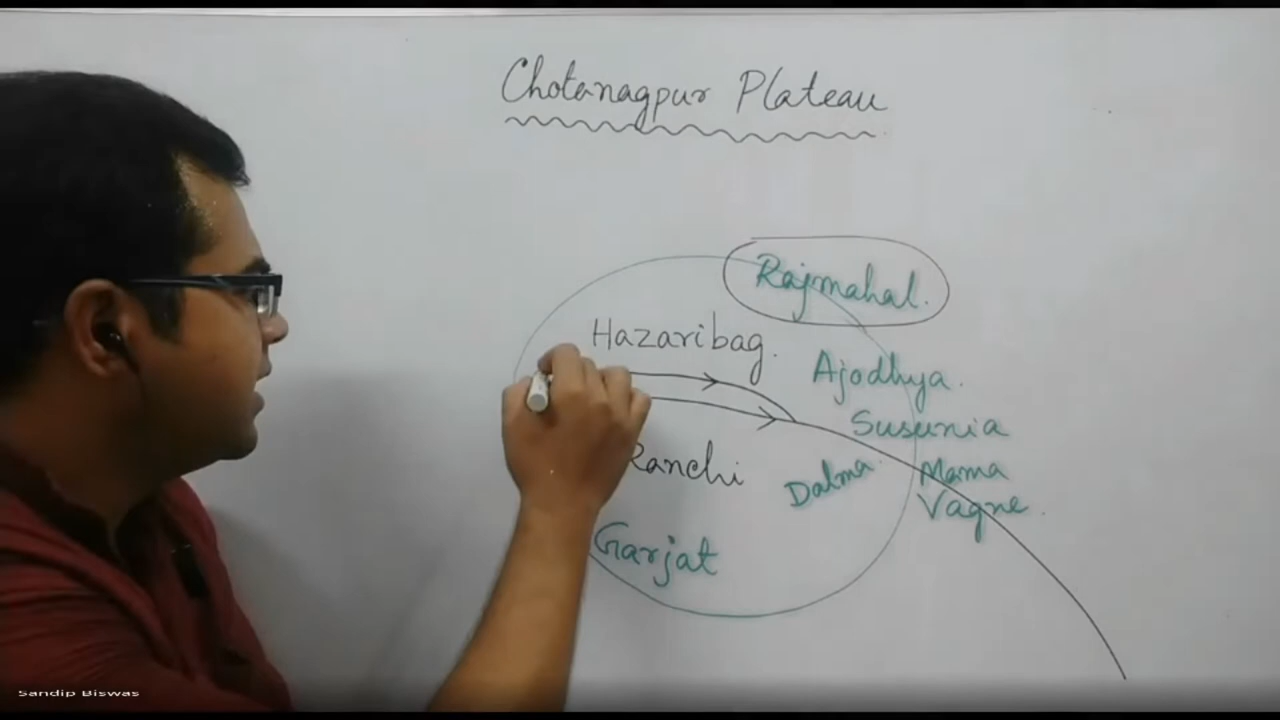 Chotanagpur Plateau
Rajmahal.
Hazaribag.
Ajodhya.
Susunia
Ranchi
Dalma.
Mama
Vagne.
Garjat
Sandip Biswas